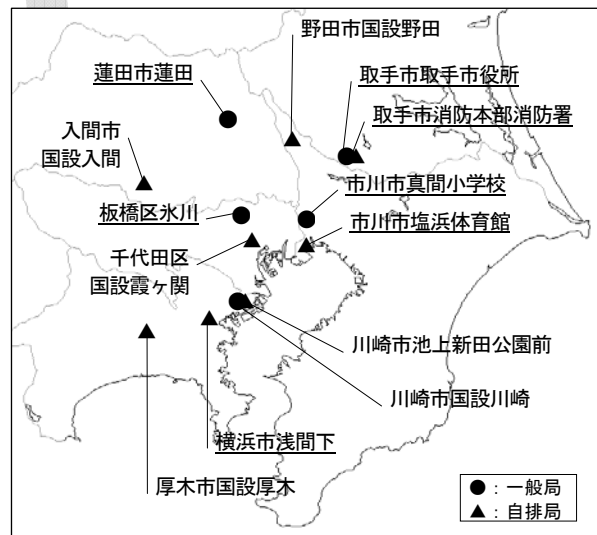 野田市国設野田
蓮田市蓮田
取手市取手市役所
取手市消防本部消防署
入間市
国設入間
市川市真間小学校
板橋区氷川
市川市塩浜体育館
千代田区
国設霞ヶ関
川崎市池上新田公園前
川崎市国設川崎
横浜市浅間下
厚木市国設厚木
●：一般局
▲：自排局